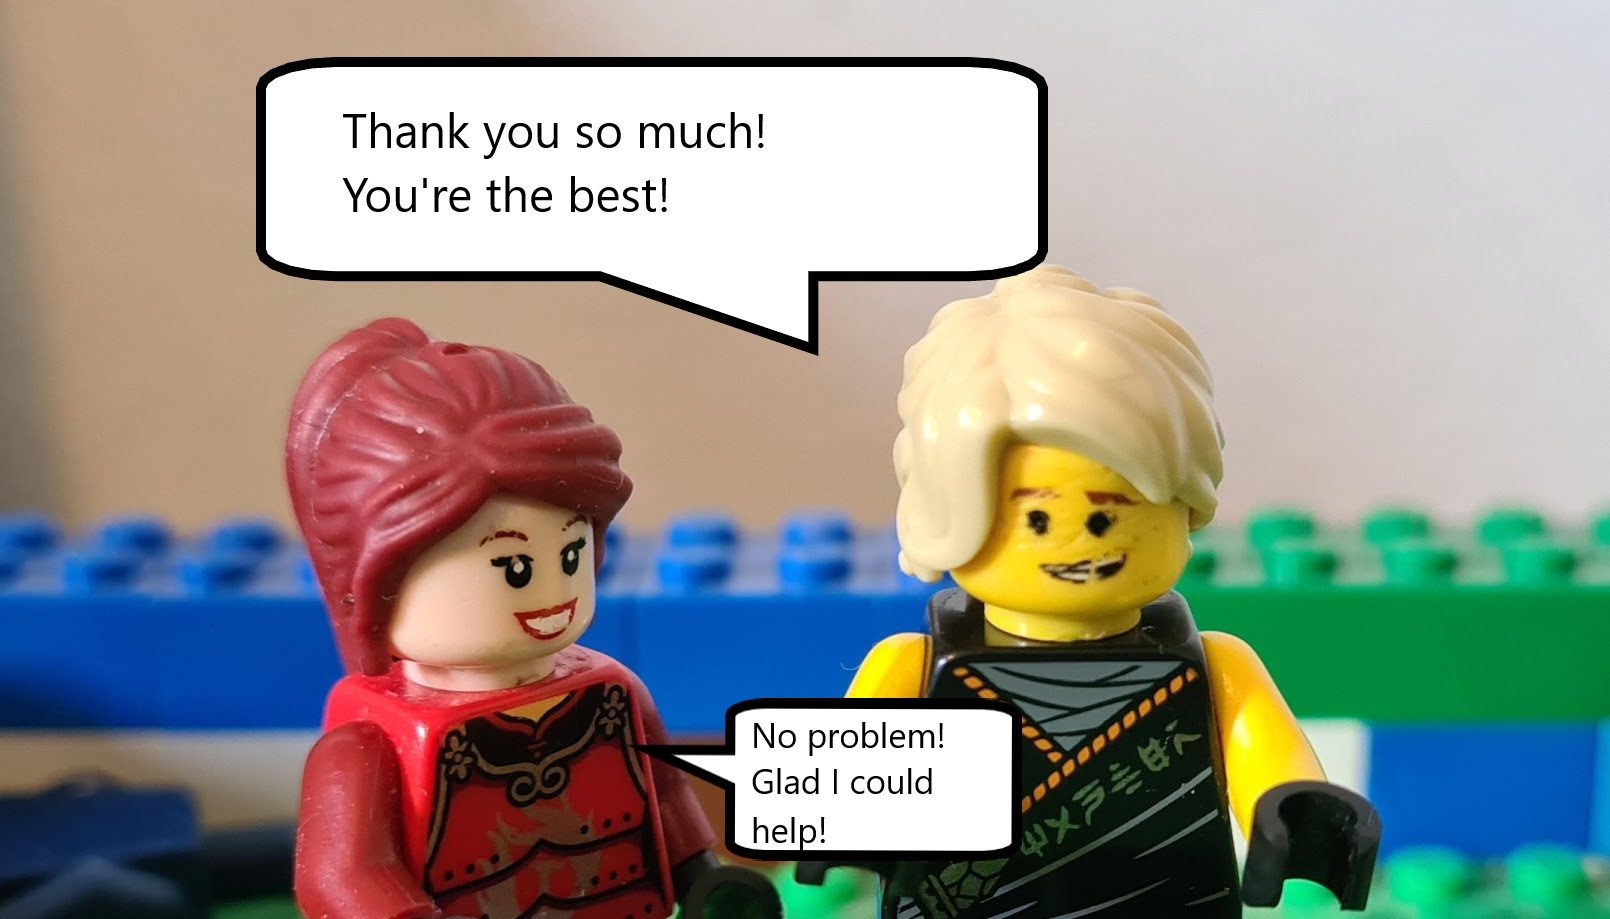 Thank you so much!
You're the best!
No problem!
Glad I could
help!